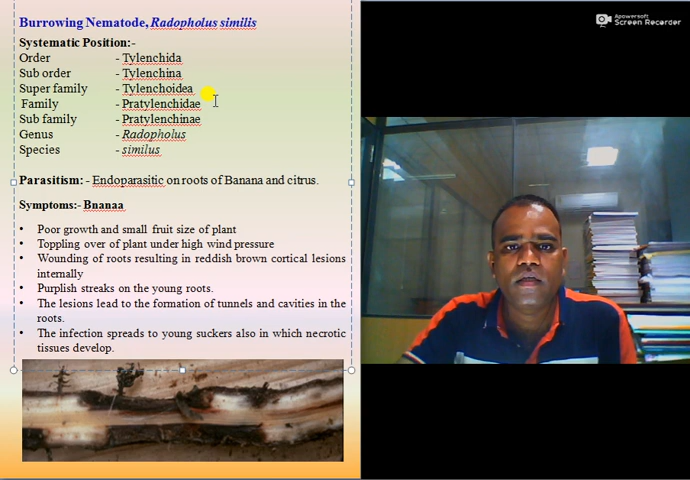 Burrowing Nematode, Radopholus similis
Systematic Position:-
Order - Tylenchida
Sub order - Tylenchina
Super family - Tylenchoidea
Family - Pratylenchidae
Sub family - Pratylenchinae
Genus - Radopholus
Species - similus
Parasitism: - Endoparasitic on roots of Banana and citrus.
Symptoms:- Bnanaa
• Poor growth and small fruit size of plant
• Toppling over of plant under high wind pressure
• Wounding of roots resulting in reddish brown cortical lesions
internally
• Purplish streaks on the young roots.
• The lesions lead to the formation of tunnels and cavities in the
roots.
• The infection spreads to young suckers also in which necrotic
tissues develop.
Apowersoft
Screen Recorder